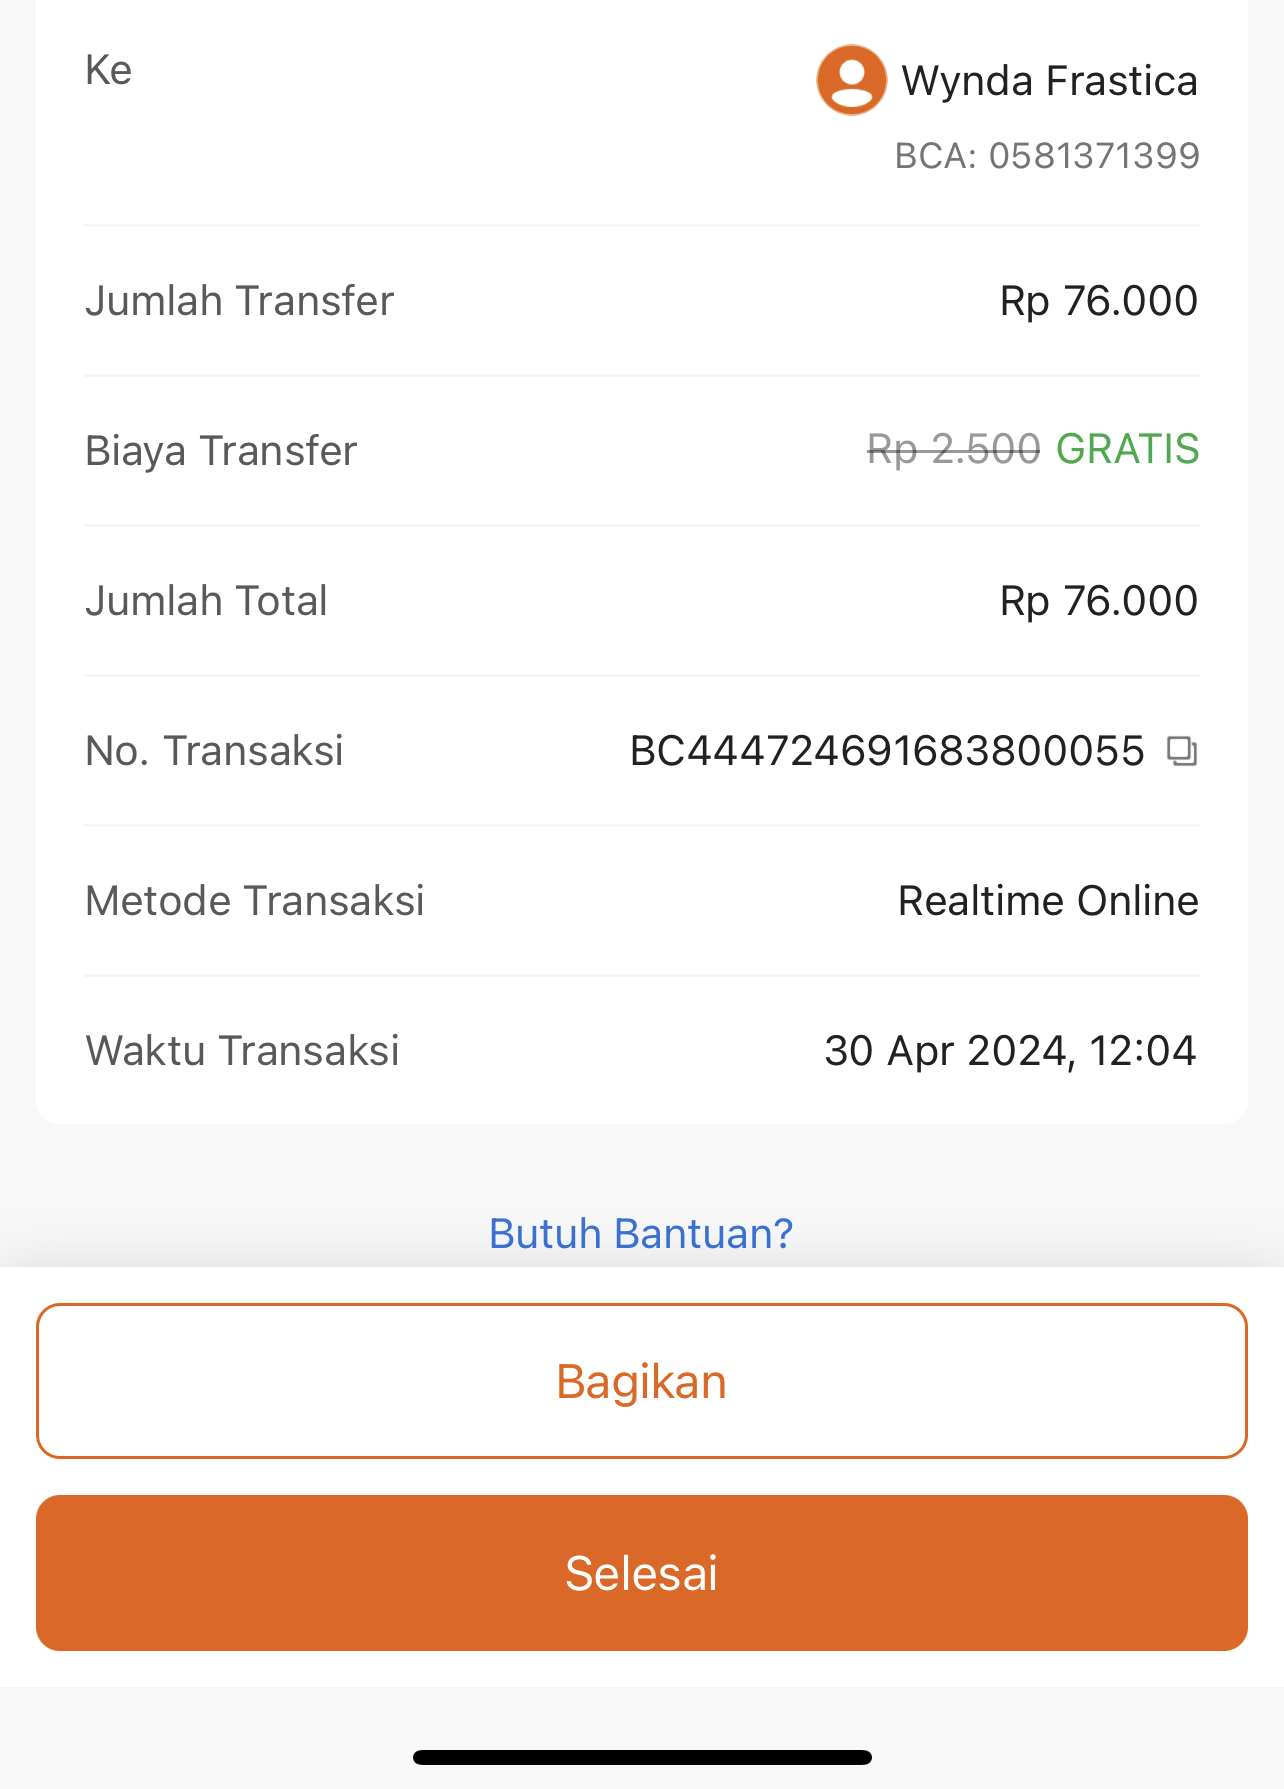 Ke
Wynda Frastica
BCA: 0581371399
Jumlah Transfer Rp 76.000
Biaya Transfer Rp 2.500 GRATIS
Jumlah Total Rp 76.000
No. Transaksi BC444724691683800055
Metode Transaksi Realtime Online
Waktu Transaksi 30 Apr 2024, 12:04
Butuh Bantuan?
Bagikan
Selesai